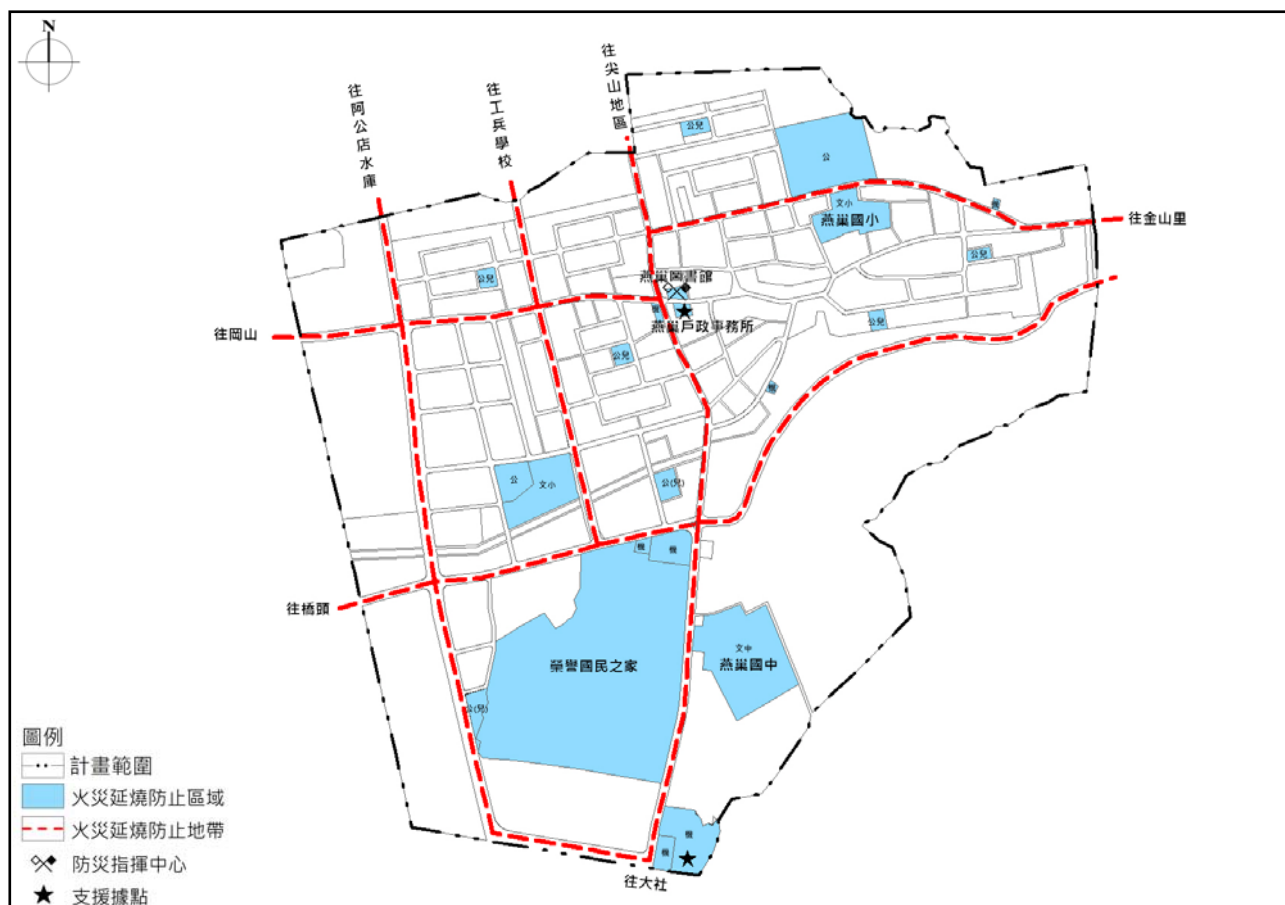 N
往尖山地區
往工兵學校
往阿公店水庫
公兒
公
文小
燕巢國小
機
往金山里
公兒
公兒
燕巢圖書館
機
燕巢戶政事務所
公兒
往岡山
公兒
機
公
文小
公(兒)
機
機
往橋頭
文中
燕巢國中
榮譽國民之家
公(兒)
機
機
往大社
圖例
計畫範圍
火災延燒防止區域
火災延燒防止地帶
防災指揮中心
支援據點